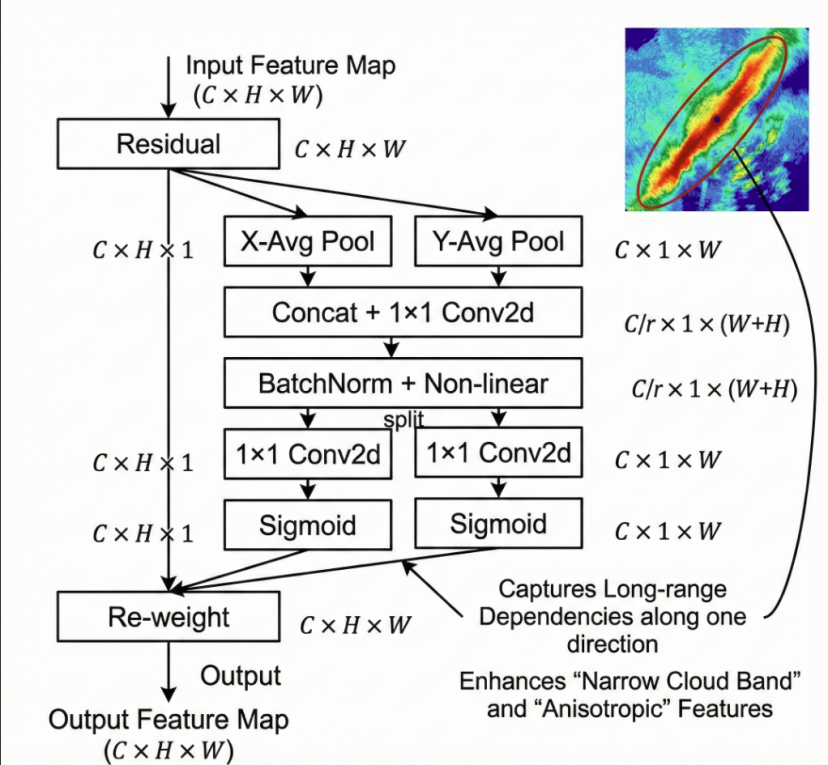 Input Feature Map
(C × H × W)
Residual
C × H × W
C × H × 1
X-Avg Pool
Y-Avg Pool
C × 1 × W
Concat + 1×1 Conv2d
C/r × 1 × (W+H)
BatchNorm + Non-linear
C/r × 1 × (W+H)
split
C × H × 1
1×1 Conv2d
1×1 Conv2d
C × 1 × W
C × H × 1
Sigmoid
Sigmoid
C × 1 × W
Re-weight
C × H × W
Captures Long-range
Dependencies along one
direction
Output
Enhances “Narrow Cloud Band”
and “Anisotropic” Features
Output Feature Map
(C × H × W)